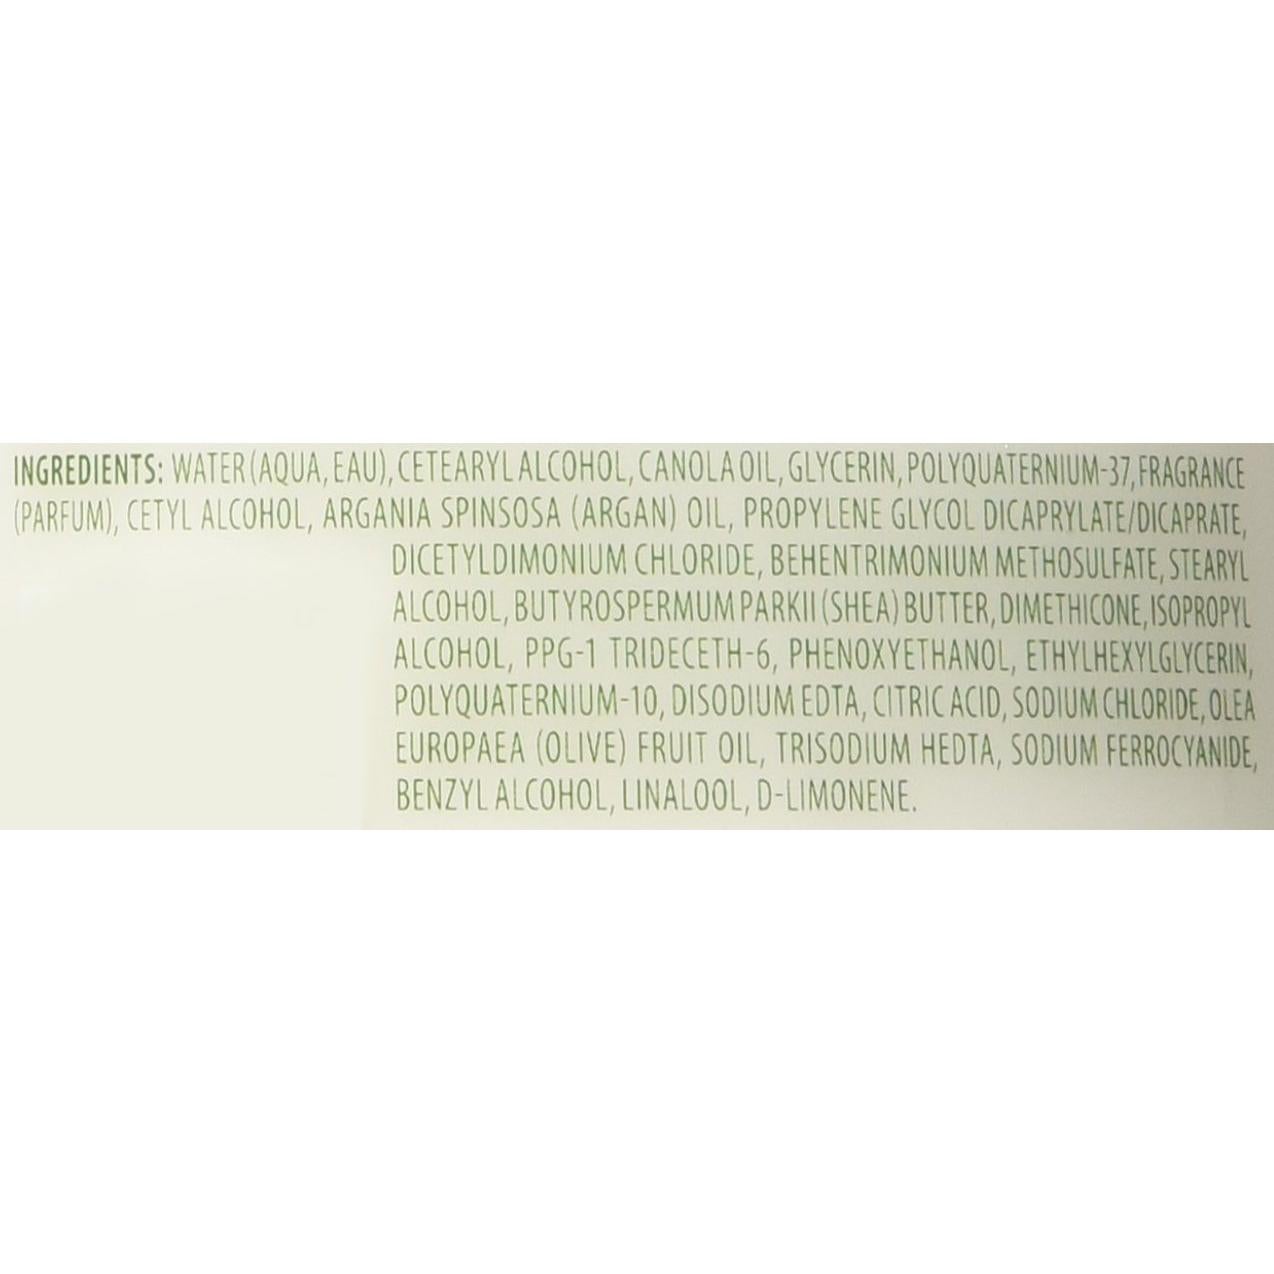 INGREDIENTS: WATER (AQUA, EAU), CETEARYL ALCOHOL, CANOLA OIL, GLYCERIN, POLYQUATERNIUM-37, FRAGRANCE
(PARFUM), CETYL ALCOHOL, ARGANIA SPINSOSA (ARGAN) OIL, PROPYLENE GLYCOL DICAPRYLATE/DICAPRATE,
DICETYLDIMONIUM CHLORIDE, BEHENTRIMONIUM METHOSULFATE, STEARYL
ALCOHOL, BUTYROSPERMUM PARKII (SHEA) BUTTER, DIMETHICONE, ISOPROPYL
ALCOHOL, PPG-1 TRIDECETH-6, PHENOXYETHANOL, ETHYLHEXYLGLYCERIN,
POLYQUATERNIUM-10, DISODIUM EDTA, CITRIC ACID, SODIUM CHLORIDE, OLEA
EUROPAEA (OLIVE) FRUIT OIL, TRISODIUM HEDTA, SODIUM FERROCYANIDE,
BENZYL ALCOHOL, LINALOOL, D-LIMONENE.